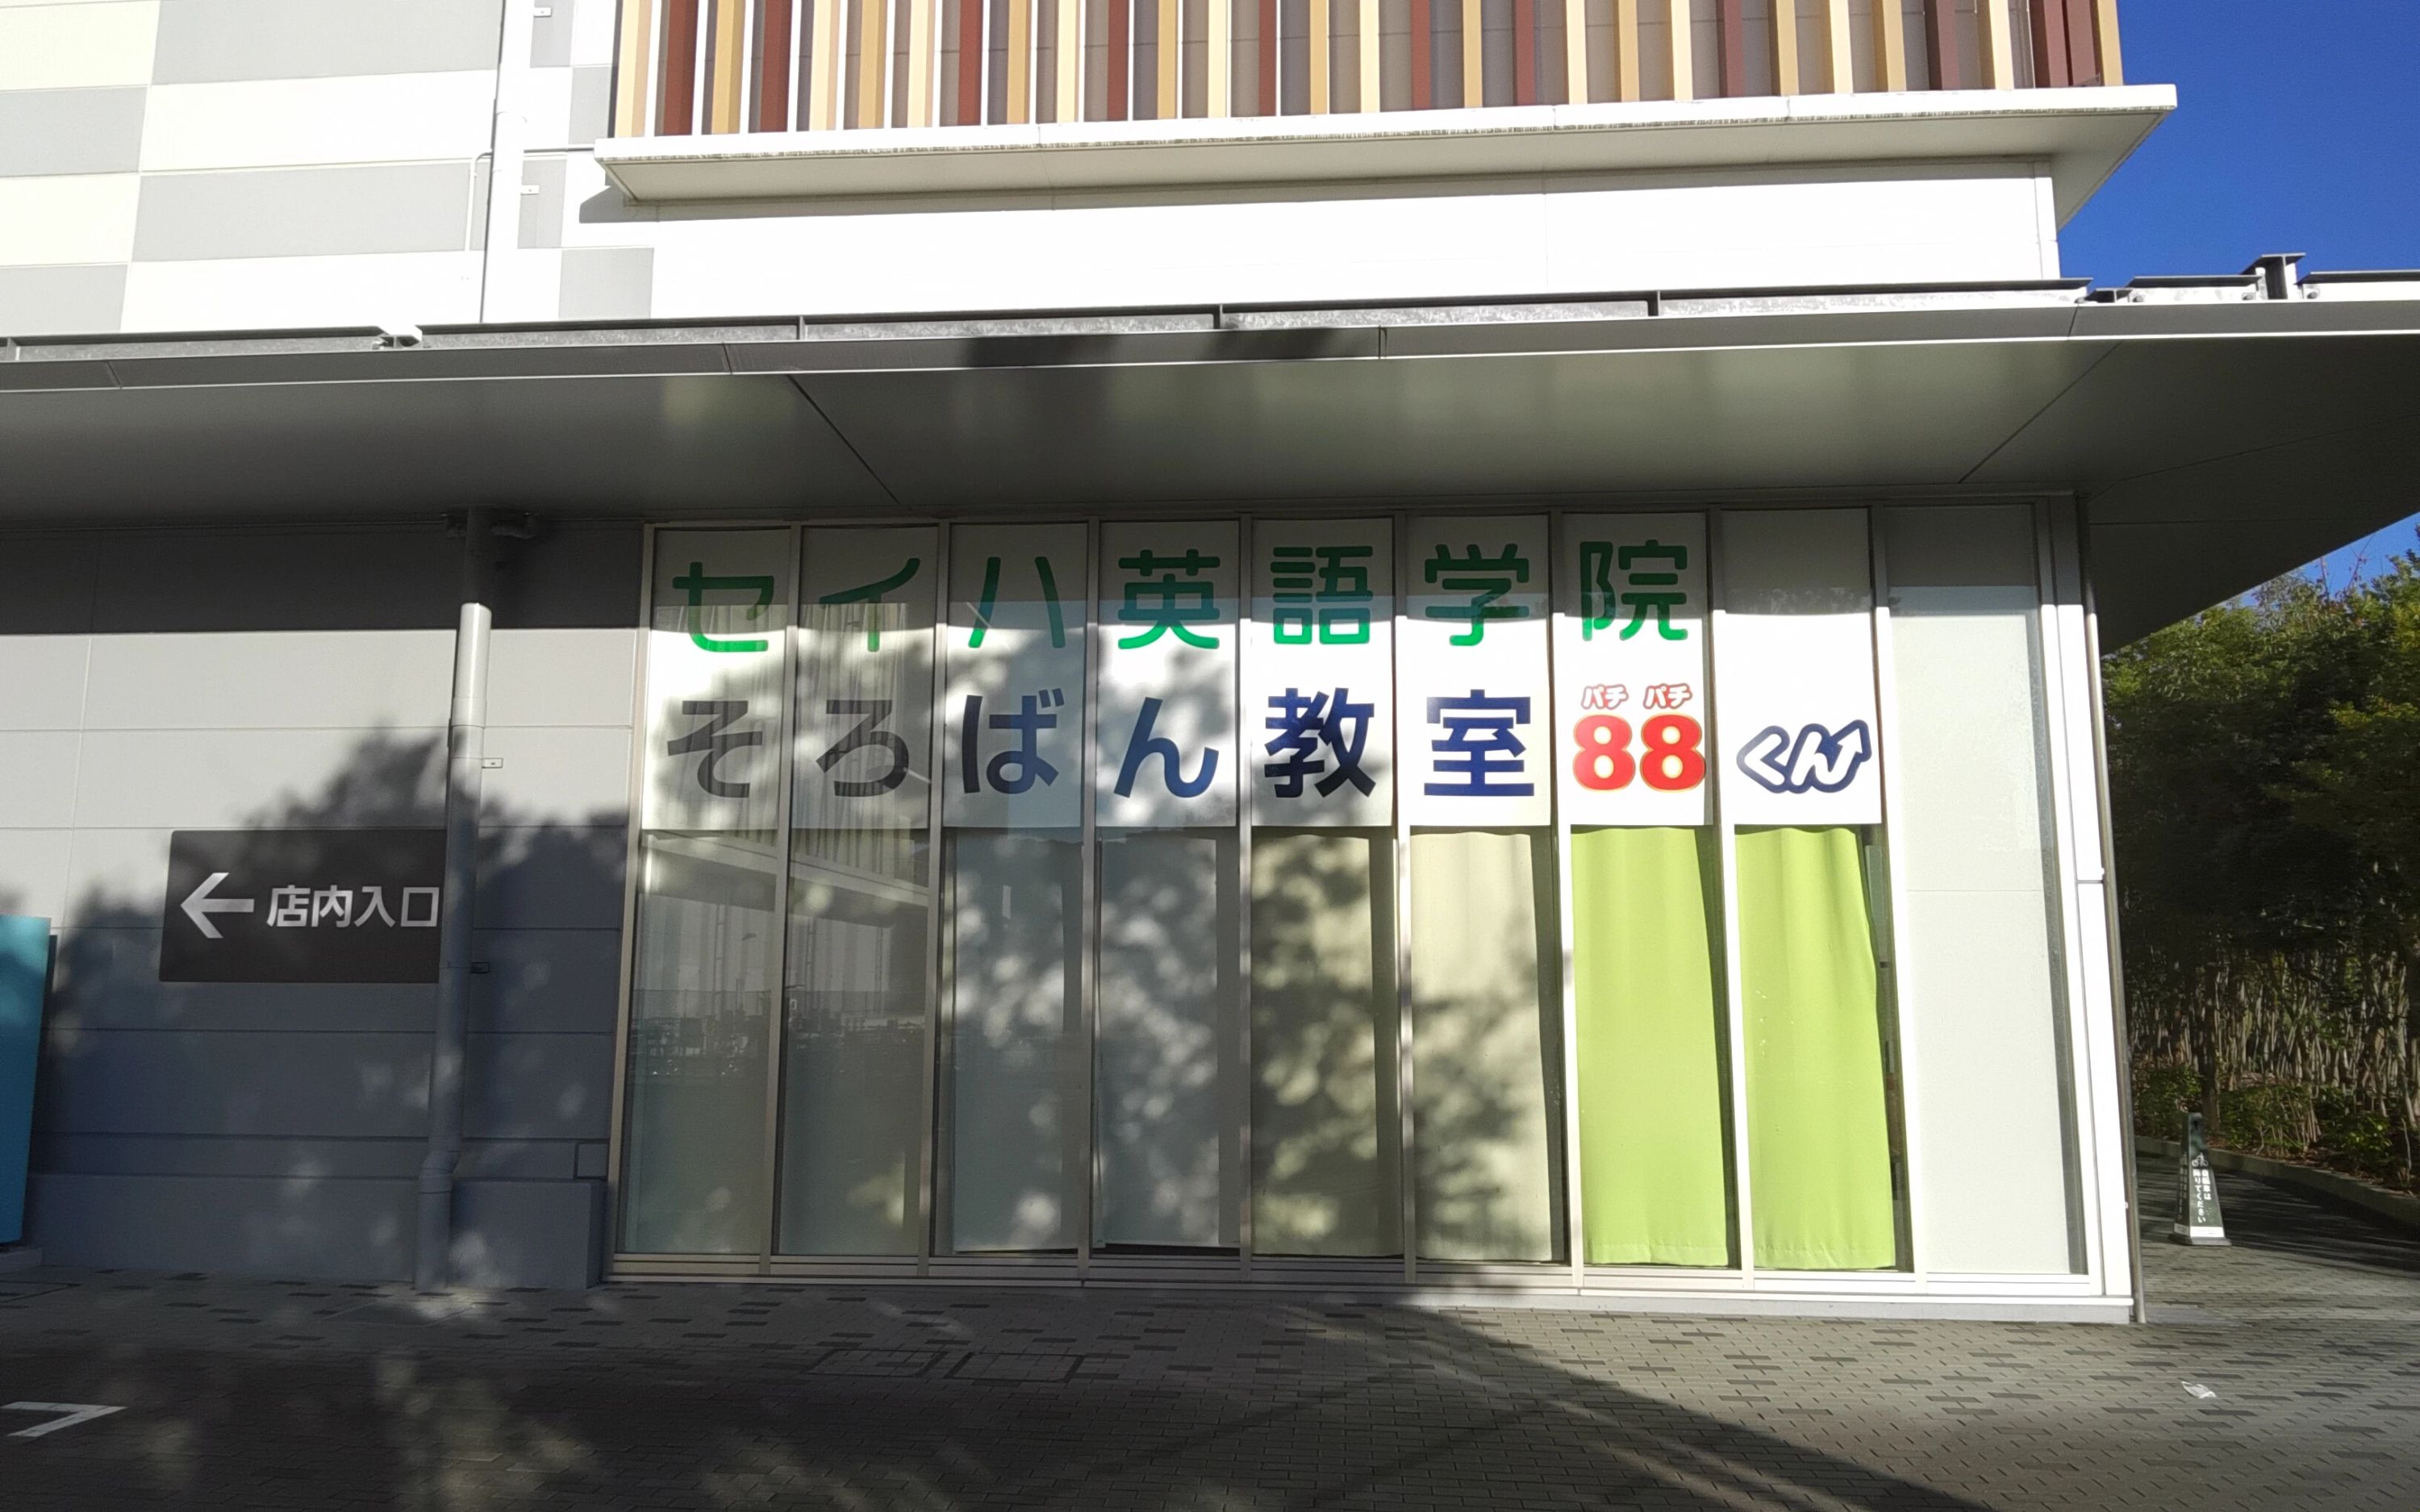 セイハ英語学院
パチ パチ
そろばん教室88くん
← 店内入口